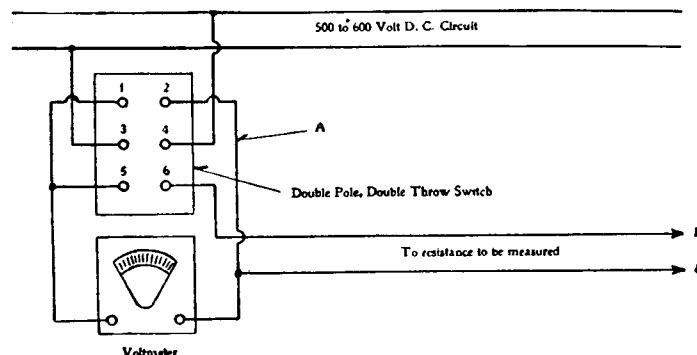 500 to 600 Volt D. C. Circuit
1 2
A
3 4
5 6
Double Pole, Double Throw Switch
To resistance to be measured
Voltmeter